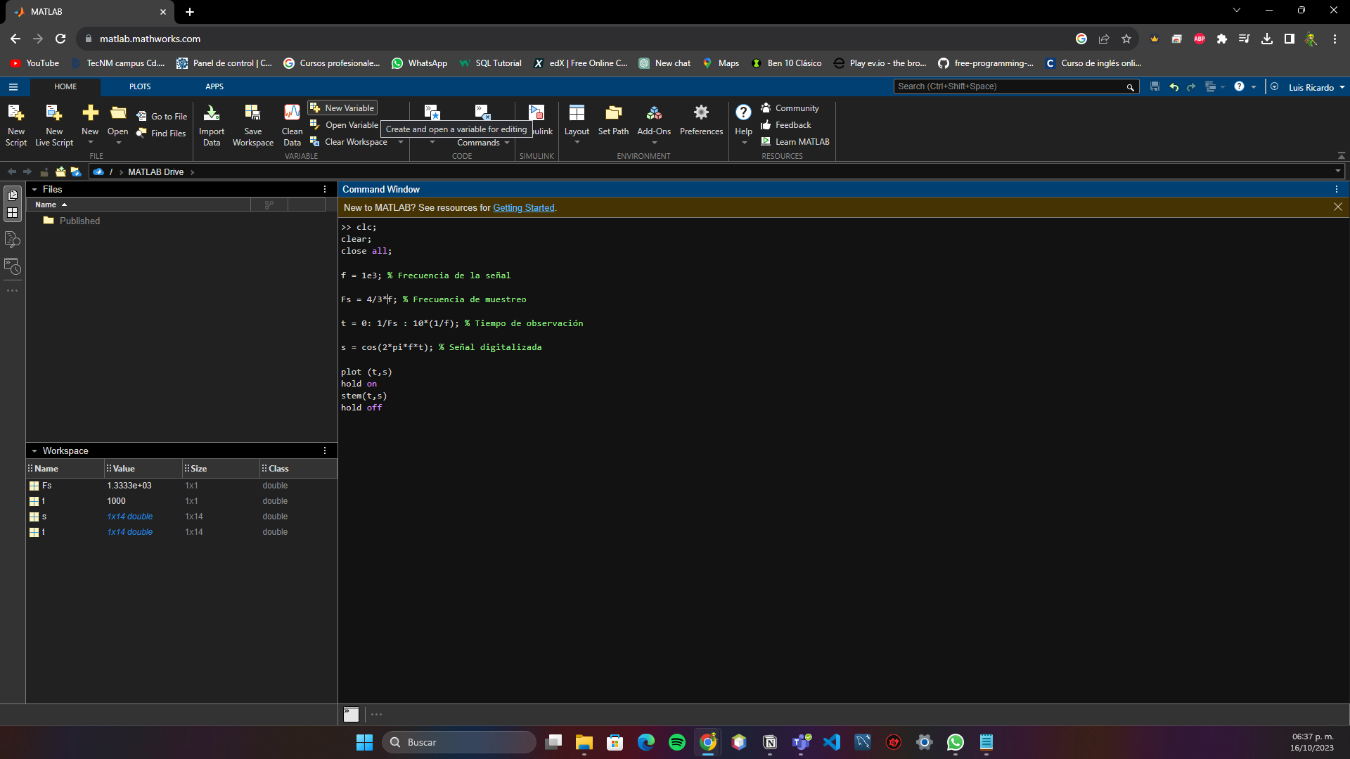 MATLAB
matlab.mathworks.com
YouTube
TecNM campus Cd....
Panel de control | C...
Cursos profesionale...
WhatsApp
SQL Tutorial
edX | Free Online C...
New chat
Maps
Ben 10 Clásico
Play ev.io - the bro...
free-programming-...
Curso de inglés onli...
HOME
PLOTS
APPS
Search (Ctrl+Shift+Space)
Luis Ricardo
New Script
New Live Script
New
Open
Go to File
Find Files
FILE
Import Data
Save Workspace
Clean Data
New Variable
Open Variable
Clear Workspace
VARIABLE
Create and open a variable for editing
Commands
CODE
ulink
SIMULINK
Layout
Set Path
Add-Ons
Preferences
ENVIRONMENT
Help
Community
Feedback
Learn MATLAB
RESOURCES
/ > MATLAB Drive >
Files
Name
Published
Command Window
New to MATLAB? See resources for Getting Started.
>> clc;
clear;
close all;
f = 1e3; % Frecuencia de la señal
Fs = 4/3*f; % Frecuencia de muestreo
t = 0: 1/Fs : 10*(1/f); % Tiempo de observación
s = cos(2*pi*f*t); % Señal digitalizada
plot (t,s)
hold on
stem(t,s)
hold off
Workspace
Name Value Size Class
Fs 1.3333e+03 1x1 double
f 1000 1x1 double
s 1x14 double 1x14 double
t 1x14 double 1x14 double
Buscar
06:37 p. m.
16/10/2023